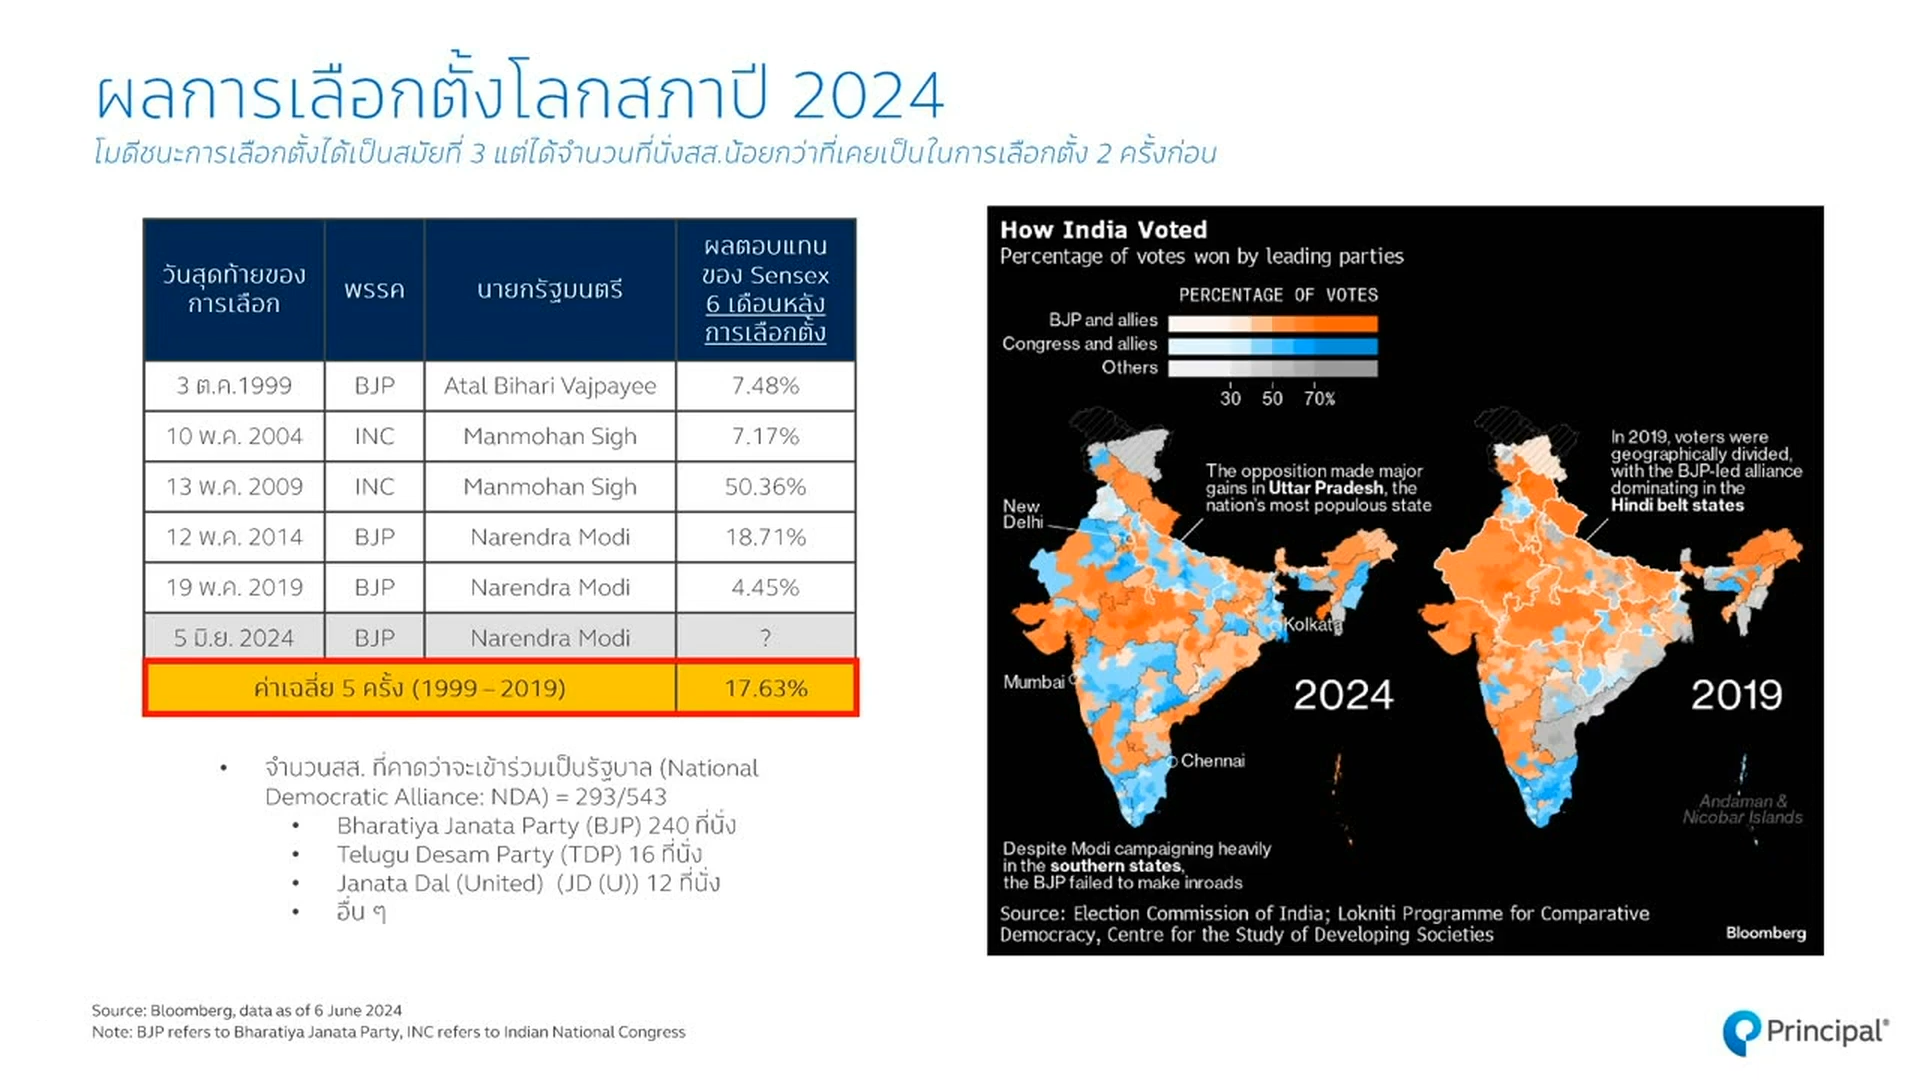 ผลการเลือกตั้งโลกสภาปี 2024
โมดีชนะการเลือกตั้งได้เป็นสมัยที่ 3 แต่ได้จำนวนที่นั่งสส.น้อยกว่าที่เคยเป็นในการเลือกตั้ง 2 ครั้งก่อน
วันสุดท้ายของการเลือก พรรค นายกรัฐมนตรี ผลตอบแทนของ Sensex 6 เดือนหลังการเลือกตั้ง
3 ต.ค.1999 BJP Atal Bihari Vajpayee 7.48%
10 พ.ค. 2004 INC Manmohan Sigh 7.17%
13 พ.ค. 2009 INC Manmohan Sigh 50.36%
12 พ.ค. 2014 BJP Narendra Modi 18.71%
19 พ.ค. 2019 BJP Narendra Modi 4.45%
5 มิ.ย. 2024 BJP Narendra Modi ?
ค่าเฉลี่ย 5 ครั้ง (1999 – 2019) 17.63%
• จำนวนสส. ที่คาดว่าจะเข้าร่วมเป็นรัฐบาล (National
Democratic Alliance: NDA) = 293/543
• Bharatiya Janata Party (BJP) 240 ที่นั่ง
• Telugu Desam Party (TDP) 16 ที่นั่ง
• Janata Dal (United) (JD (U)) 12 ที่นั่ง
• อื่น ๆ
How India Voted
Percentage of votes won by leading parties
PERCENTAGE OF VOTES
BJP and allies
Congress and allies
Others
30 50 70%
The opposition made major
gains in Uttar Pradesh, the
nation's most populous state
In 2019, voters were
geographically divided,
with the BJP-led alliance
dominating in the
Hindi belt states
New
Delhi
Kolkata
Mumbai
2024
2019
Chennai
Andaman &
Nicobar Islands
Despite Modi campaigning heavily
in the southern states,
the BJP failed to make inroads
Source: Election Commission of India; Lokniti Programme for Comparative
Democracy, Centre for the Study of Developing Societies
Bloomberg
Source: Bloomberg, data as of 6 June 2024
Note: BJP refers to Bharatiya Janata Party, INC refers to Indian National Congress
Principal®